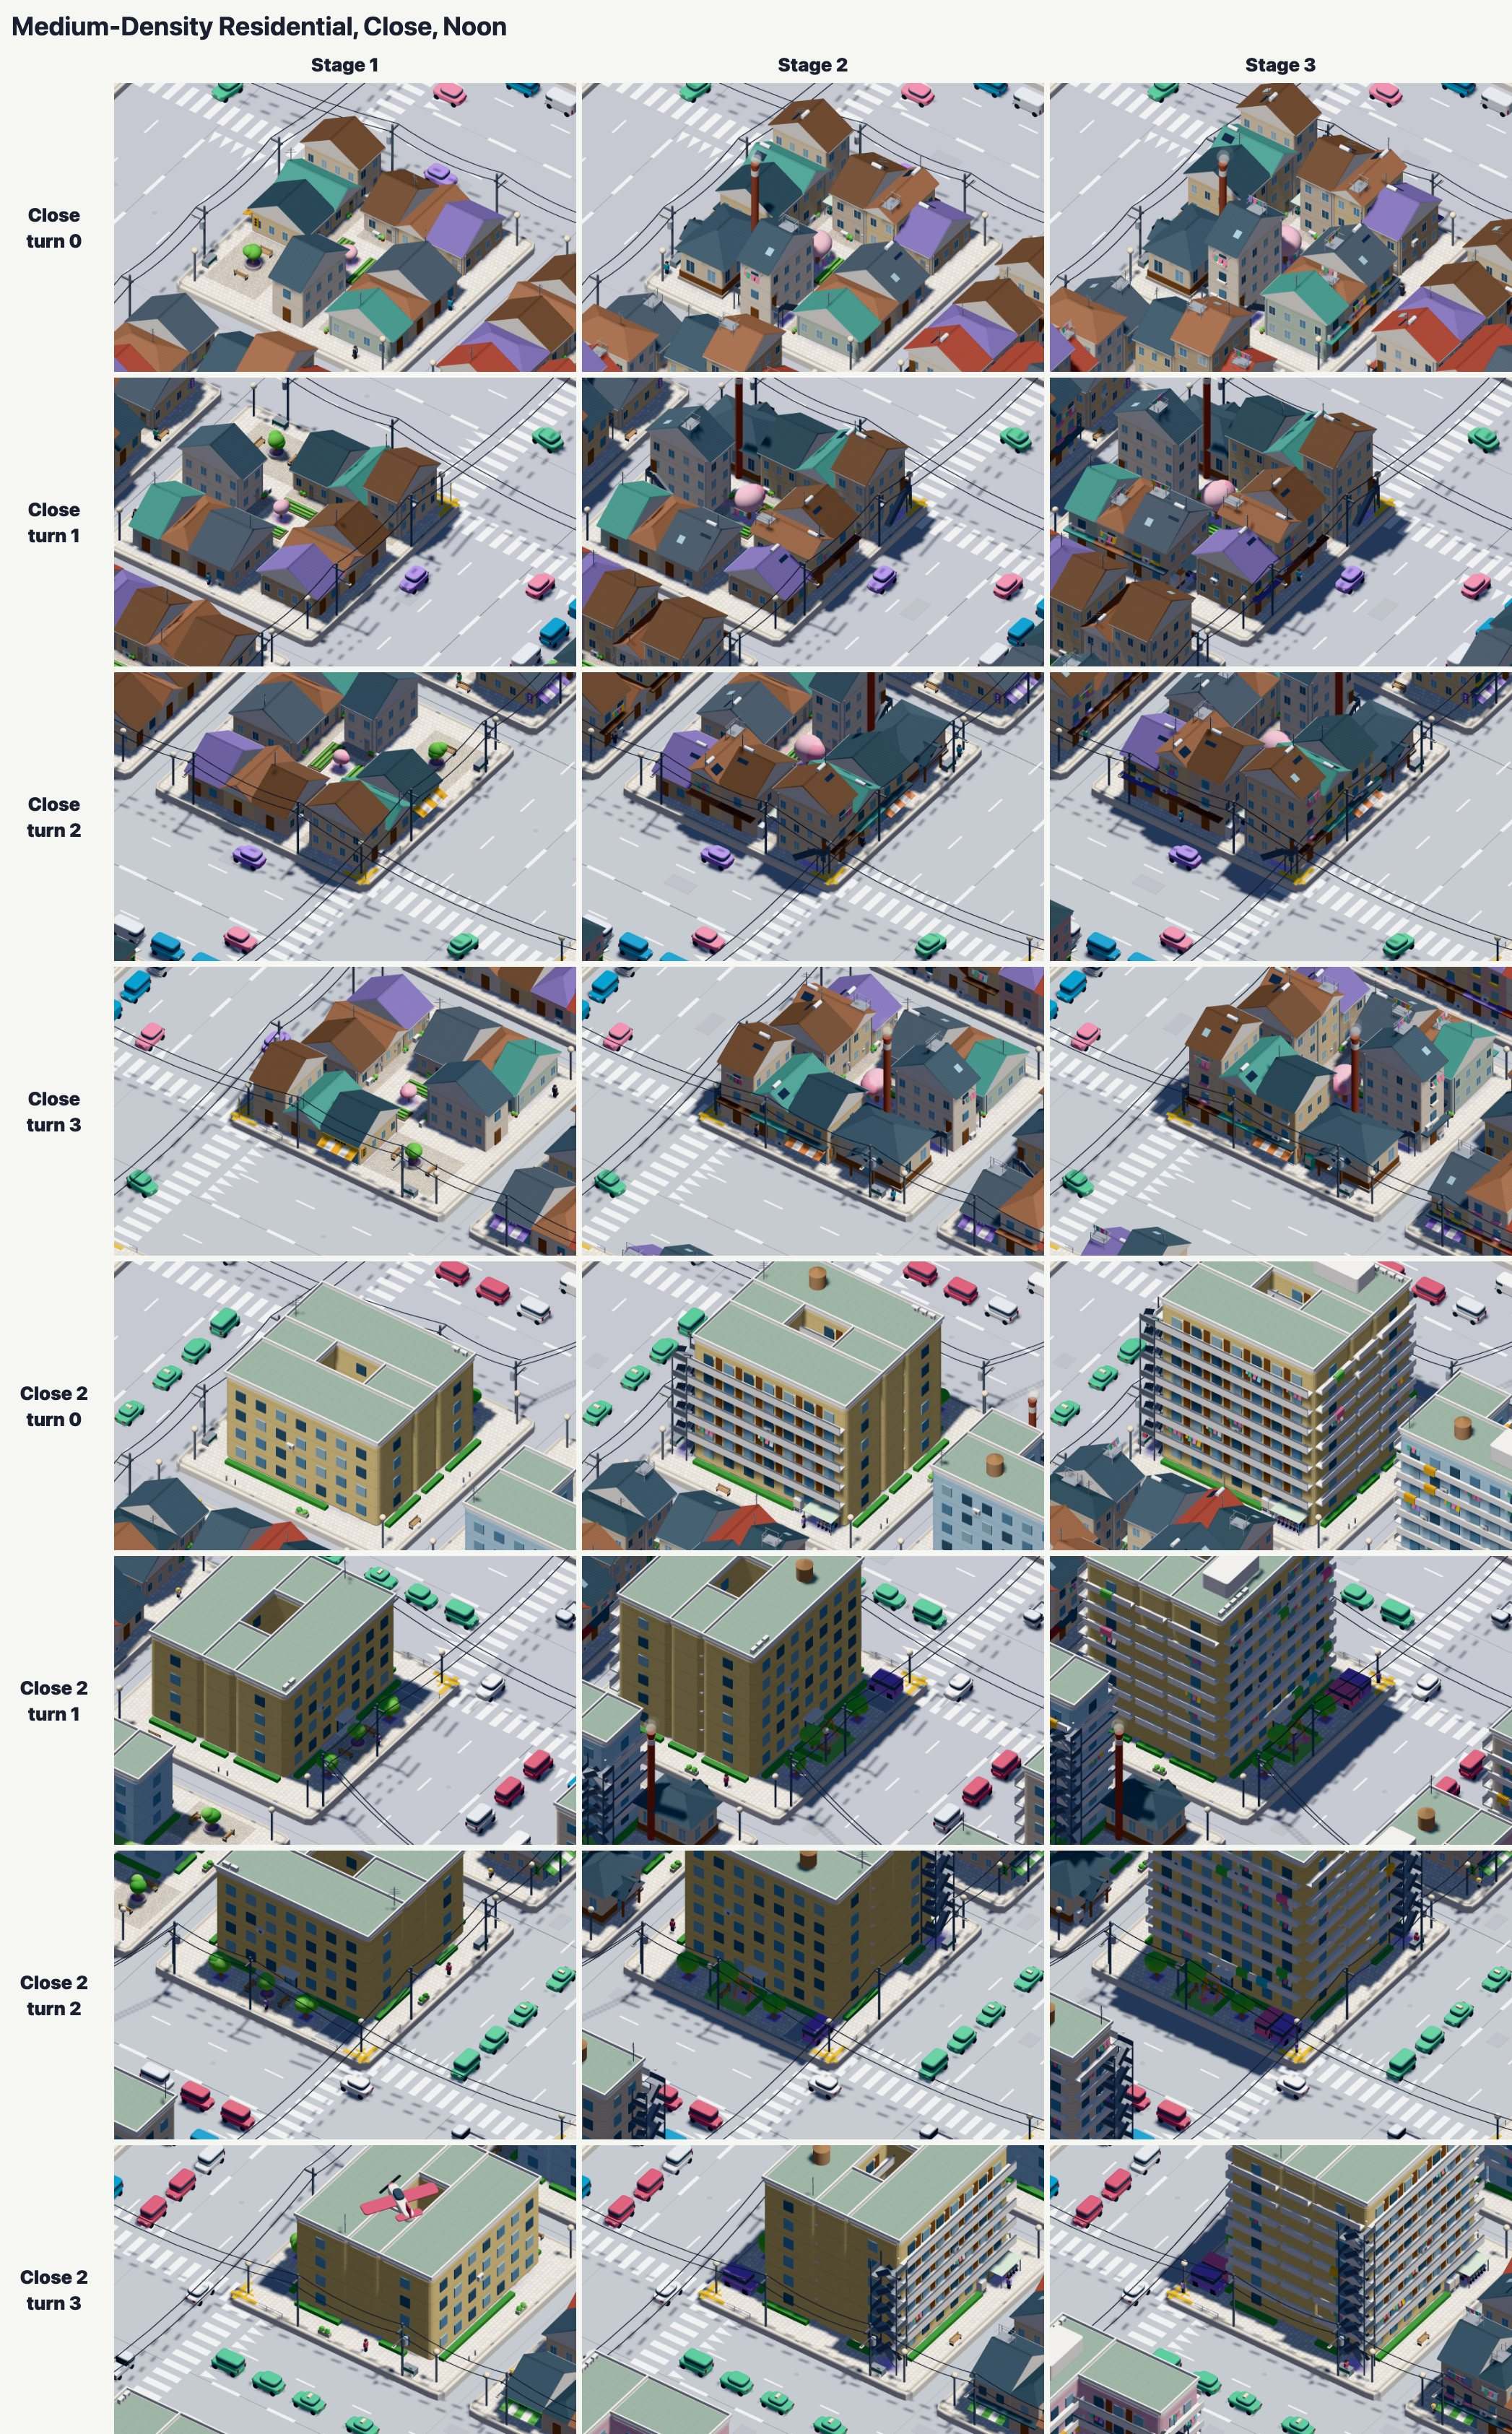 Medium-Density Residential, Close, Noon
Stage 1
Stage 2
Stage 3
Close
turn 0
Close
turn 1
Close
turn 2
Close
turn 3
Close 2
turn 0
Close 2
turn 1
Close 2
turn 2
Close 2
turn 3